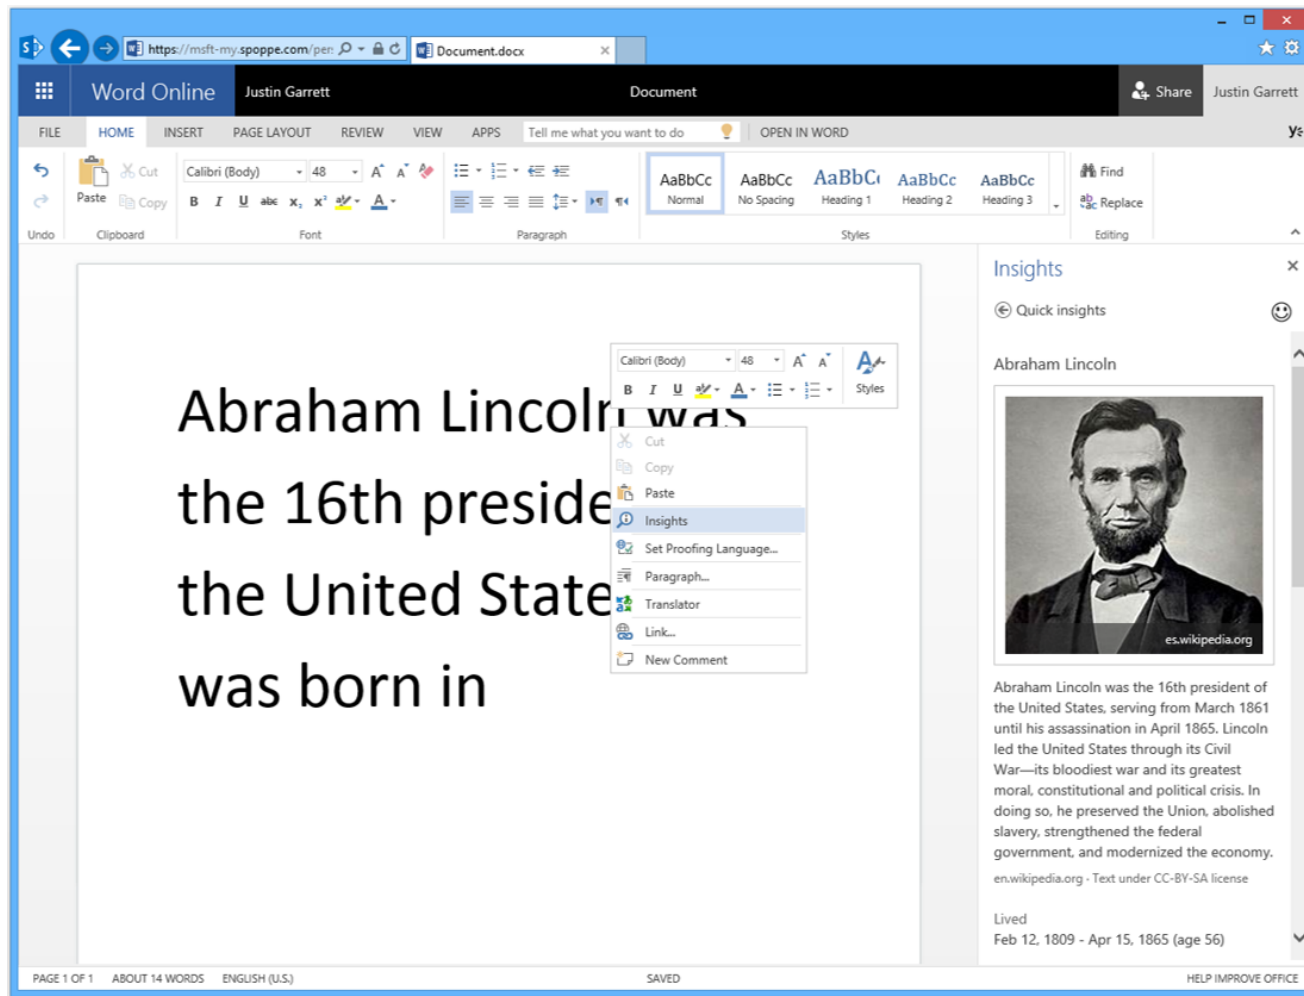 https://msft-my.spoppe.com/per:
Document.docx
Word Online
Justin Garrett
Document
Share
Justin Garrett
FILE
HOME
INSERT
PAGE LAYOUT
REVIEW
VIEW
APPS
Tell me what you want to do
OPEN IN WORD
Paste
Cut
Copy
Calibri (Body)
48
AaBbCc
Normal
AaBbCc
No Spacing
AaBbC
Heading 1
AaBbCc
Heading 2
AaBbCc
Heading 3
Find
Replace
Undo
Clipboard
Font
Paragraph
Styles
Editing
Abraham Lincoln was
the 16th preside
the United State
was born in
Calibri (Body)
48
Styles
Cut
Copy
Paste
Insights
Set Proofing Language...
Paragraph...
Translator
Link...
New Comment
Insights
Quick insights
Abraham Lincoln
es.wikipedia.org
Abraham Lincoln was the 16th president of
the United States, serving from March 1861
until his assassination in April 1865. Lincoln
led the United States through its Civil
War—its bloodiest war and its greatest
moral, constitutional and political crisis. In
doing so, he preserved the Union, abolished
slavery, strengthened the federal
government, and modernized the economy.
en.wikipedia.org - Text under CC-BY-SA license
Lived
Feb 12, 1809 - Apr 15, 1865 (age 56)
PAGE 1 OF 1
ABOUT 14 WORDS
ENGLISH (U.S.)
SAVED
HELP IMPROVE OFFICE